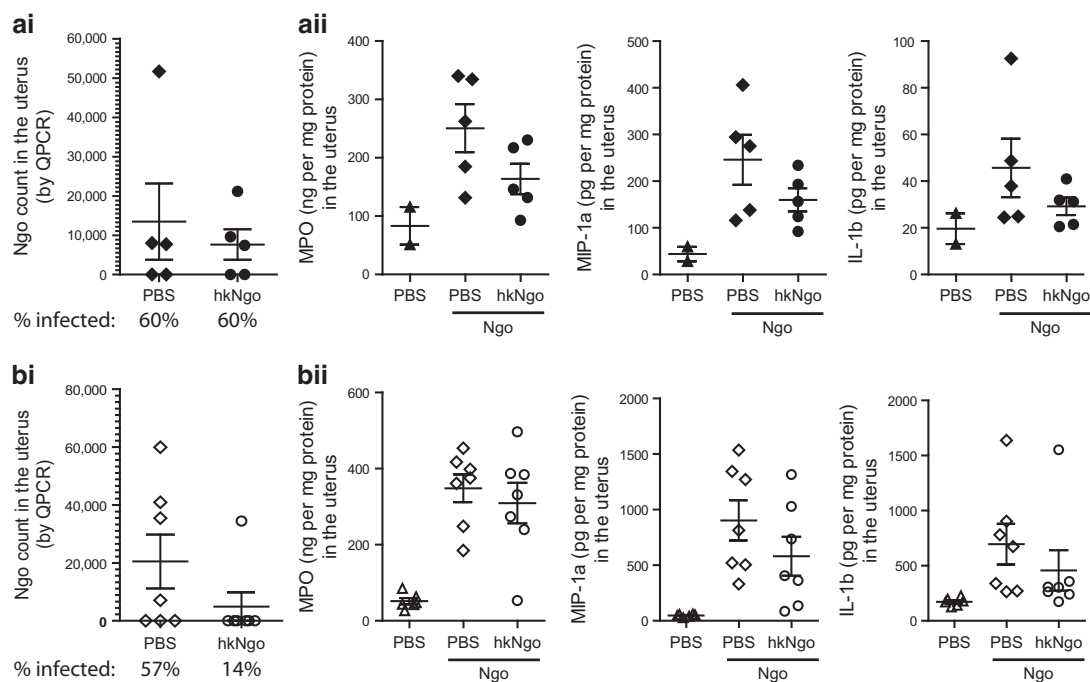 ai
Ngo count in the uterus
(by QPCR)
60,000
50,000
40,000
30,000
20,000
10,000
0
PBS
hkNgo
% infected: 60% 60%
aii
MPO (ng per mg protein)
in the uterus
400
300
200
100
0
PBS
PBS
hkNgo
Ngo
MIP-1a (pg per mg protein)
in the uterus
500
400
300
200
100
0
PBS
PBS
hkNgo
Ngo
IL-1b (pg per mg protein)
in the uterus
100
80
60
40
20
0
PBS
PBS
hkNgo
Ngo
bi
Ngo count in the uterus
(by QPCR)
80,000
60,000
40,000
20,000
0
PBS
hkNgo
% infected: 57% 14%
bii
MPO (ng per mg protein)
in the uterus
600
400
200
0
PBS
PBS
hkNgo
Ngo
MIP-1a (pg per mg protein)
in the uterus
2000
1500
1000
500
0
PBS
PBS
hkNgo
Ngo
IL-1b (pg per mg protein)
in the uterus
2000
1500
1000
500
0
PBS
PBS
hkNgo
Ngo